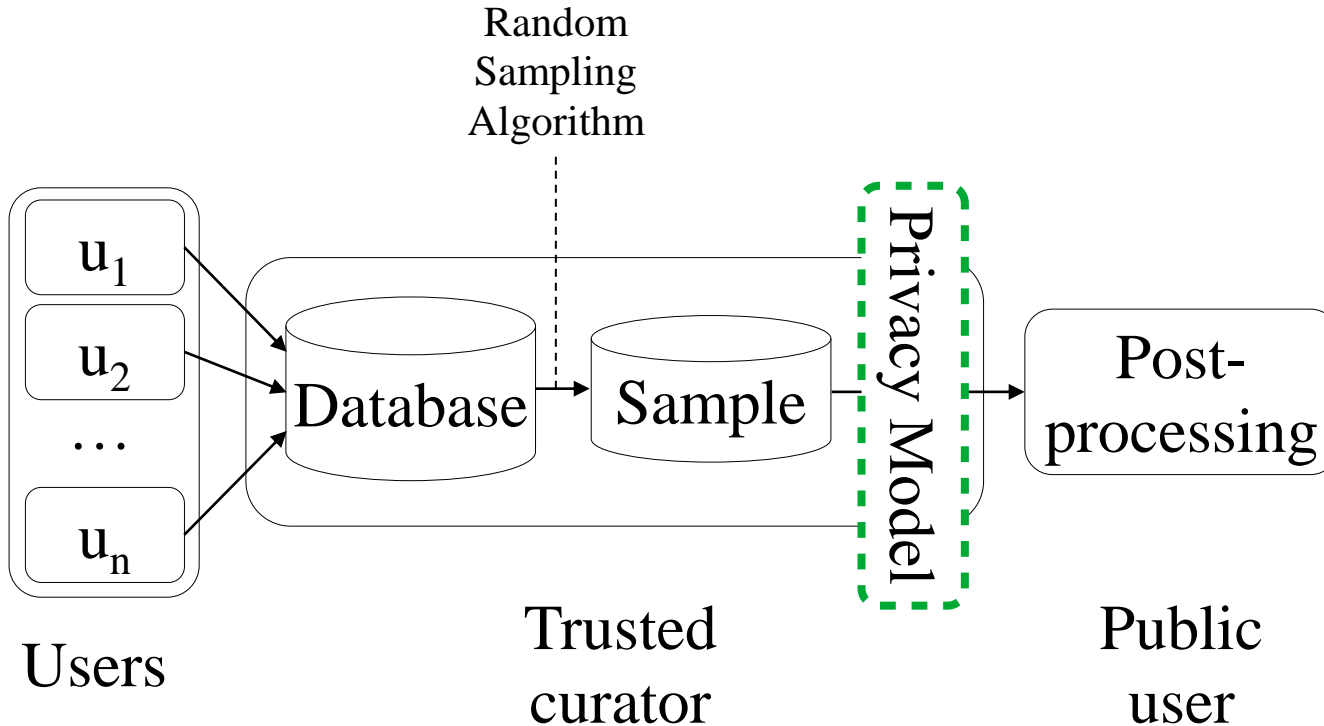 Random
Sampling
Algorithm
u1
u2
…
un
Users
Database
Sample
Privacy Model
Trusted
curator
Post-
processing
Public
user